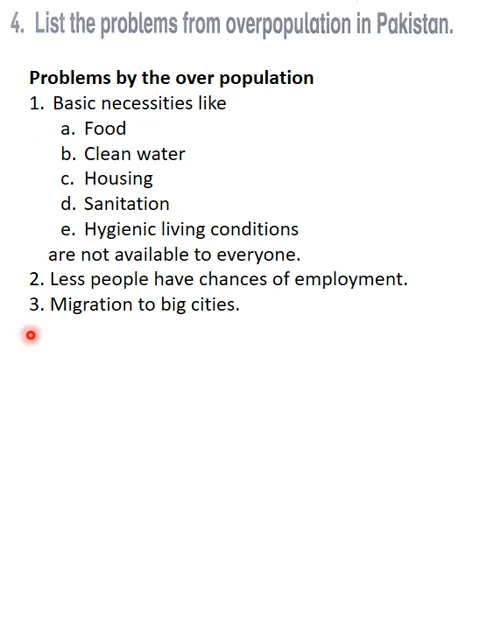 4. List the problems from overpopulation in Pakistan.
Problems by the over population
1. Basic necessities like
a. Food
b. Clean water
c. Housing
d. Sanitation
e. Hygienic living conditions
are not available to everyone.
2. Less people have chances of employment.
3. Migration to big cities.